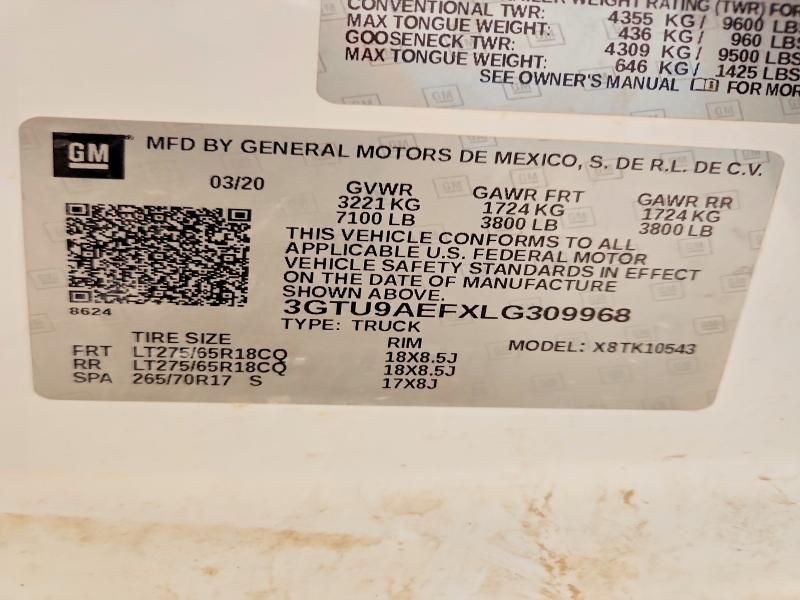 WEIGHT RATING (TWR) FOR
CONVENTIONAL TWR: 4355 KG/ 9600 LBS
MAX TONGUE WEIGHT: 436 KG/ 960 LBS
GOOSENECK TWR: 4309 KG/ 9500 LBS
MAX TONGUE WEIGHT: 646 KG/ 1425 LBS
SEE OWNER'S MANUAL FOR MOR
GM MFD BY GENERAL MOTORS DE MEXICO, S. DE R.L. DE C.V.
03/20 GVWR GAWR FRT GAWR RR
3221 KG 1724 KG 1724 KG
7100 LB 3800 LB 3800 LB
THIS VEHICLE CONFORMS TO ALL
APPLICABLE U.S. FEDERAL MOTOR
VEHICLE SAFETY STANDARDS IN EFFECT
ON THE DATE OF MANUFACTURE
SHOWN ABOVE.
8624 3GTU9AEFXLG309968
TYPE: TRUCK
TIRE SIZE RIM MODEL: X8TK10543
FRT LT275/65R18CQ 18X8.5J
RR LT275/65R18CQ 18X8.5J
SPA 265/70R17 S 17X8J